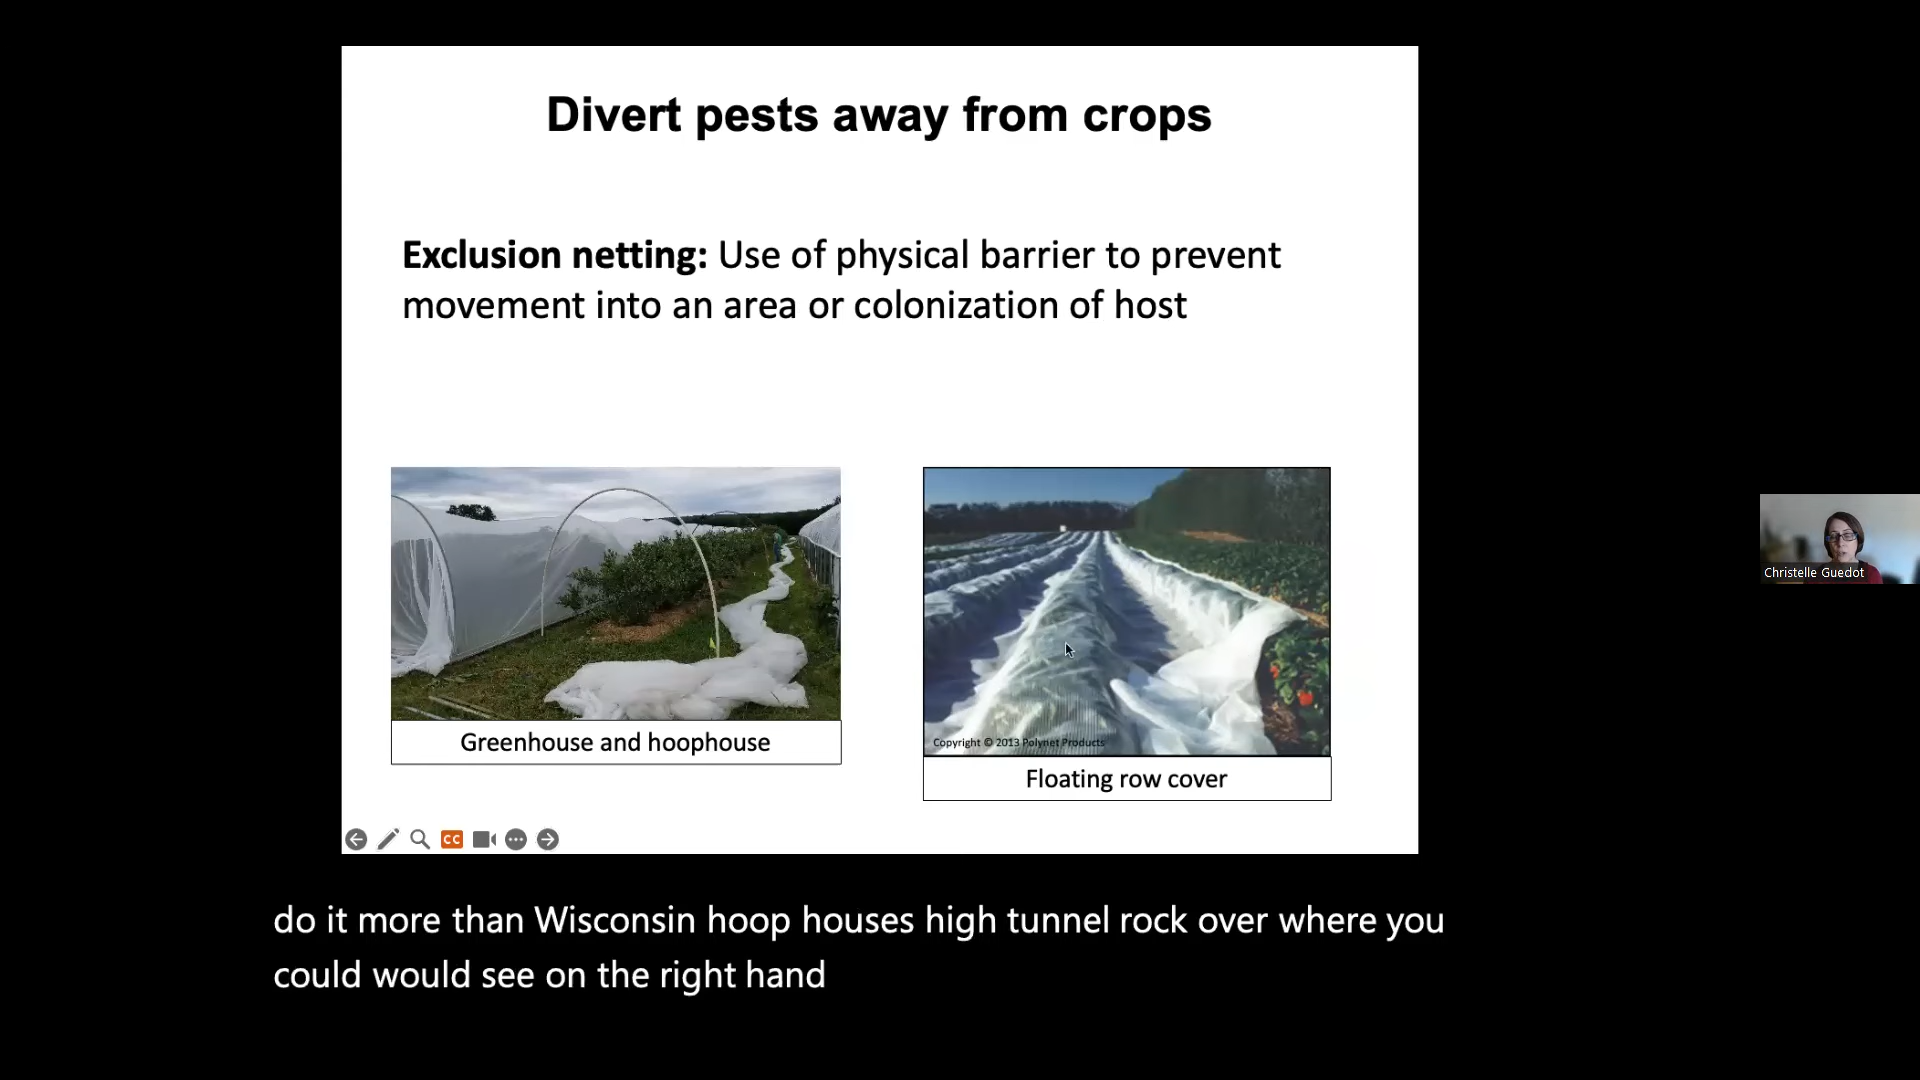 Divert pests away from crops
Exclusion netting: Use of physical barrier to prevent
movement into an area or colonization of host
Copyright © 2013 Polynet Products
Greenhouse and hoophouse
Floating row cover
CC
Christelle Guedot
do it more than Wisconsin hoop houses high tunnel rock over where you
could would see on the right hand